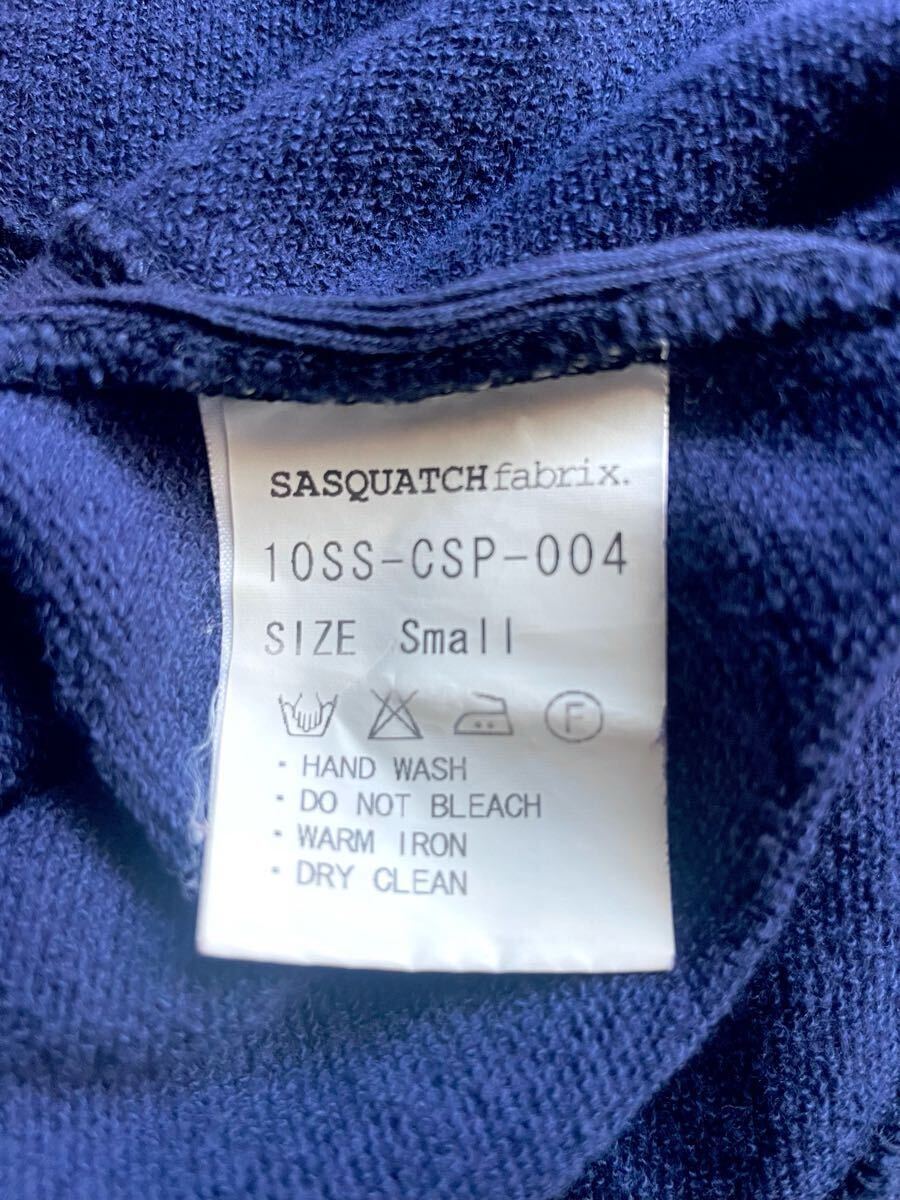 SASQUATCHfabrix.
10SS-CSP-004
SIZE Small
F
・HAND WASH
・DO NOT BLEACH
・WARM IRON
・DRY CLEAN